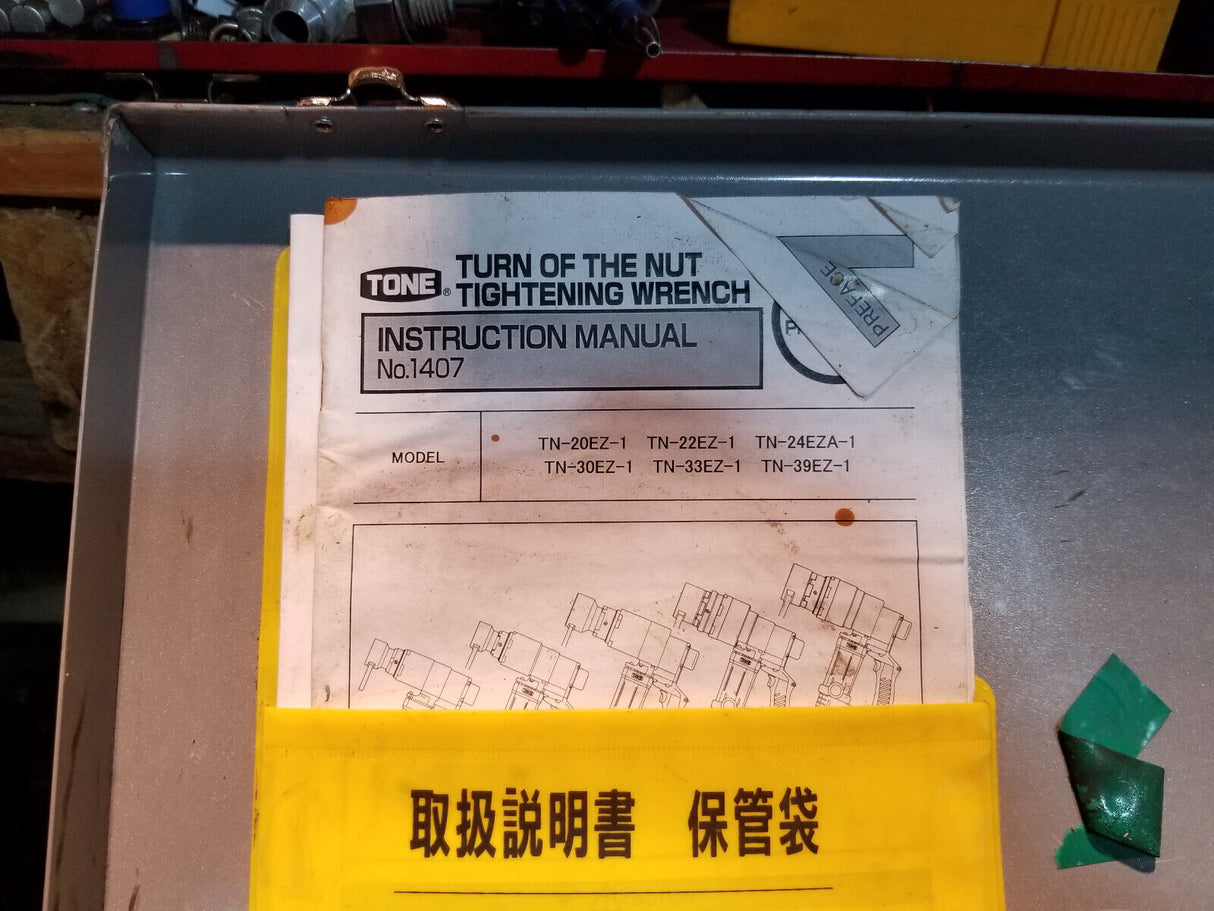 TONE® TURN OF THE NUT
TIGHTENING WRENCH
INSTRUCTION MANUAL
No.1407
PREFACE
MODEL
TN-20EZ-1 TN-22EZ-1 TN-24EZA-1
TN-30EZ-1 TN-33EZ-1 TN-39EZ-1
取扱説明書 保管袋